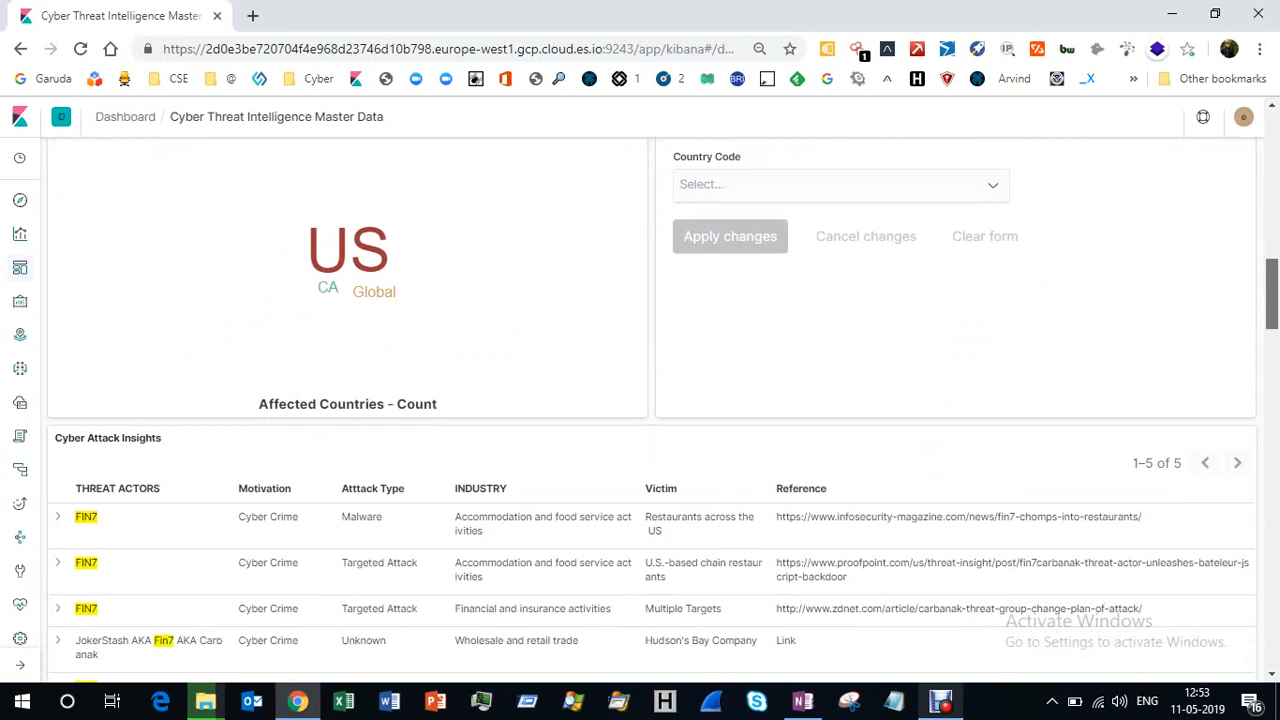 Cyber Threat Intelligence Master
https://2d0e3be720704f4e968d23746d10b798.europe-west1.gcp.cloud.es.io:9243/app/kibana#/d...
1
IP
bw
Garuda
CSE
@
Cyber
1
2
BRI
H
Arvind
_X
»
Other bookmarks
D
Dashboard / Cyber Threat Intelligence Master Data
e
US
CA
Global
Affected Countries - Count
Country Code
Select...
Apply changes
Cancel changes
Clear form
Cyber Attack Insights
1–5 of 5
THREAT ACTORS Motivation Atttack Type INDUSTRY Victim Reference
FIN7 Cyber Crime Malware Accommodation and food service act Restaurants across the https://www.infosecurity-magazine.com/news/fin7-chomps-into-restaurants/
ivities US
FIN7 Cyber Crime Targeted Attack Accommodation and food service act U.S.-based chain restaur https://www.proofpoint.com/us/threat-insight/post/fin7carbanak-threat-actor-unleashes-bateleur-js
ivities ants cript-backdoor
FIN7 Cyber Crime Targeted Attack Financial and insurance activities Multiple Targets http://www.zdnet.com/article/carbanak-threat-group-change-plan-of-attack/
JokerStash AKA Fin7 AKA Carb Cyber Crime Unknown Wholesale and retail trade Hudson's Bay Company Link
anak
Activate Windows
Go to Settings to activate Windows.
H
ENG
12:53
11-05-2019
16